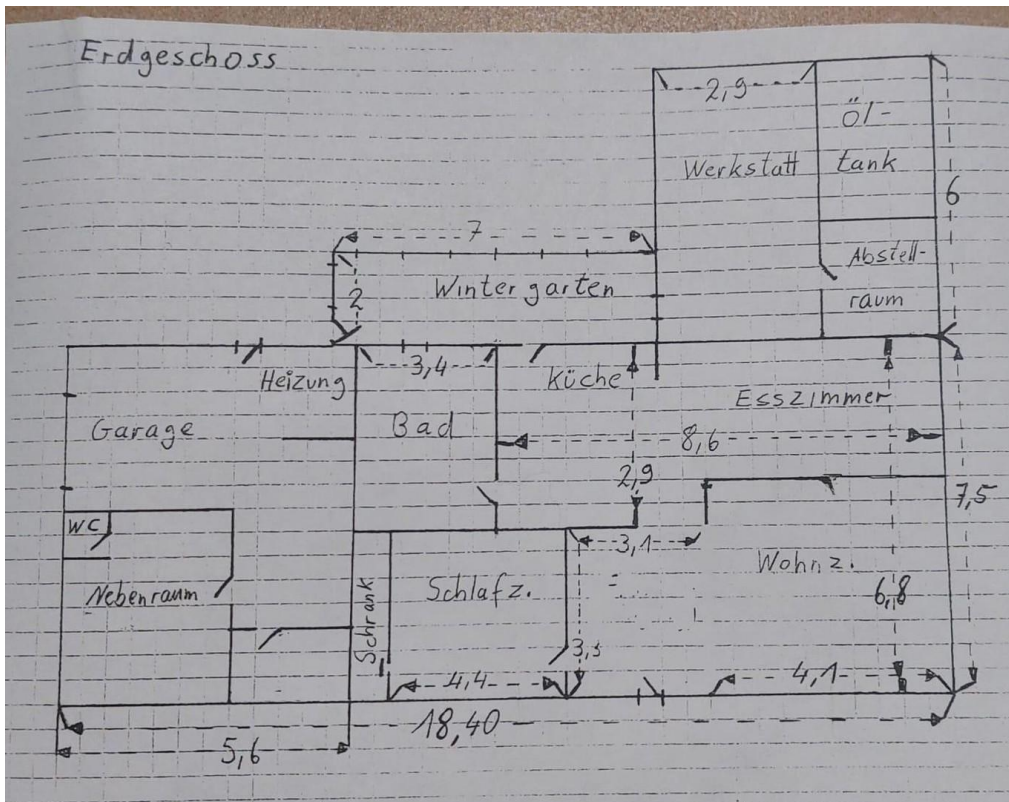 Erdgeschoss
2,9
Öl-
tank
Werkstatt
6
7
Abstell-
raum
Wintergarten
2
3,4
Heizung
Küche
Esszimmer
Garage
Bad
8,6
2,9
7,5
WC
3,1
Wohnz.
Nebenraum
Schrank
Schlafz.
6,8
4,4
4,1
18,40
5,6